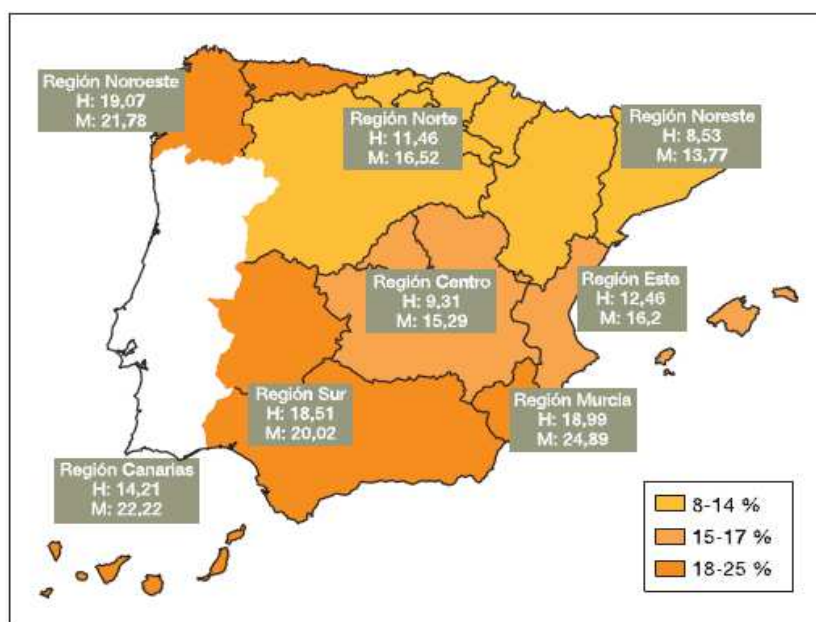 Región Noroeste
H: 19,07
M: 21,78
Región Norte
H: 11,46
M: 16,52
Región Noreste
H: 8,53
M: 13,77
Región Centro
H: 9,31
M: 15,29
Región Este
H: 12,46
M: 16,2
Región Sur
H: 18,51
M: 20,02
Región Murcia
H: 18,99
M: 24,89
Región Canarias
H: 14,21
M: 22,22
8-14 %
15-17 %
18-25 %